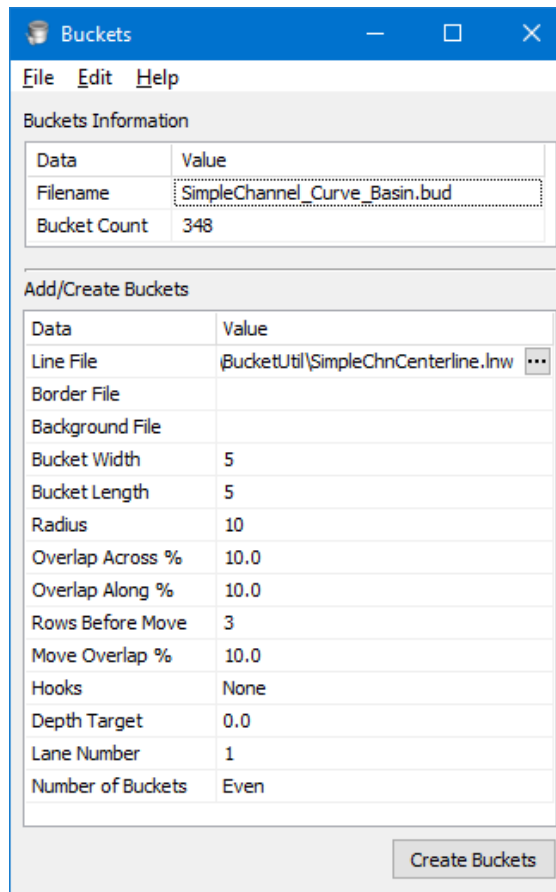 Buckets
File Edit Help
Buckets Information
Data Value
Filename SimpleChannel_Curve_Basin.bud
Bucket Count 348
Add/Create Buckets
Data Value
Line File \BucketUtil\SimpleChnCenterline.lnw ...
Border File
Background File
Bucket Width 5
Bucket Length 5
Radius 10
Overlap Across % 10.0
Overlap Along % 10.0
Rows Before Move 3
Move Overlap % 10.0
Hooks None
Depth Target 0.0
Lane Number 1
Number of Buckets Even
Create Buckets